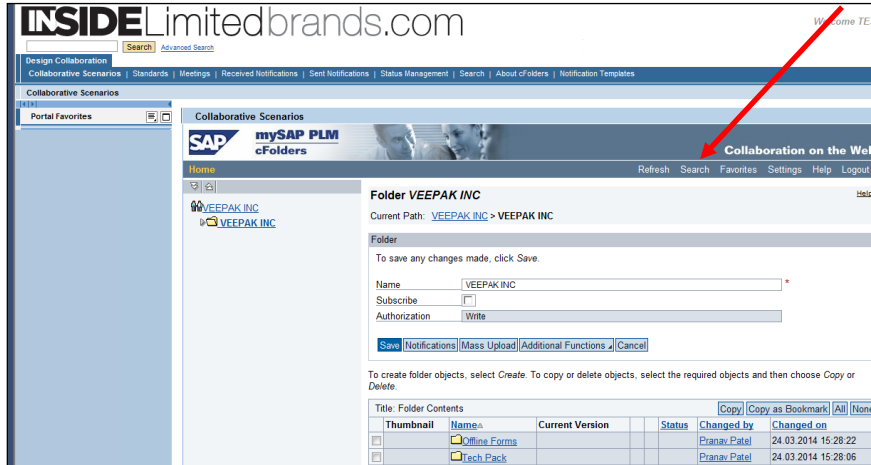 INSIDELimitedbrands.com
Welcome TE
Search Advanced Search
Design Collaboration
Collaborative Scenarios | Standards | Meetings | Received Notifications | Sent Notifications | Status Management | Search | About cFolders | Notification Templates
Collaborative Scenarios
Portal Favorites
Collaborative Scenarios
SAP mySAP PLM
cFolders
Collaboration on the Web
Home
Refresh Search Favorites Settings Help Logout
VEEPAK INC
VEEPAK INC
Folder VEEPAK INC
Help
Current Path: VEEPAK INC > VEEPAK INC
Folder
To save any changes made, click Save.
Name VEEPAK INC *
Subscribe
Authorization Write
Save Notifications Mass Upload Additional Functions Cancel
To create folder objects, select Create. To copy or delete objects, select the required objects and then choose Copy or
Delete.
Title: Folder Contents Copy Copy as Bookmark All None
Thumbnail Name Current Version Status Changed by Changed on
Offline Forms Pranav Patel 24.03.2014 15:28:22
Tech Pack Pranav Patel 24.03.2014 15:28:06